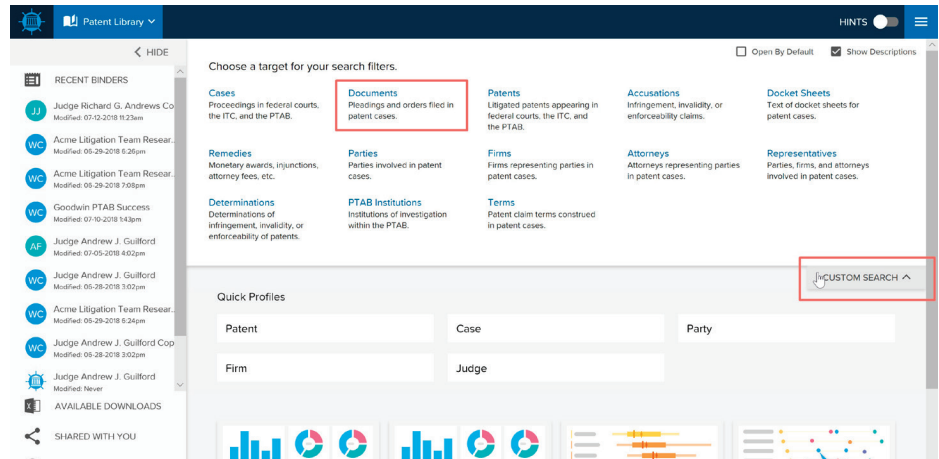 Patent Library
HINTS
HIDE
RECENT BINDERS
JJ
Judge Richard G. Andrews Co
Modified: 07-12-2018 11:23am
WC
Acme Litigation Team Resear..
Modified: 06-29-2018 6:26pm
WC
Acme Litigation Team Resear..
Modified: 06-29-2018 7:08pm
WC
Goodwin PTAB Success
Modified: 07-10-2018 1:43pm
AF
Judge Andrew J. Guilford
Modified: 07-05-2018 4:02pm
WC
Judge Andrew J. Guilford
Modified: 06-28-2018 3:02pm
WC
Acme Litigation Team Resear..
Modified: 06-29-2018 6:24pm
WC
Judge Andrew J. Guilford Cop
Modified: 06-28-2018 3:02pm
Judge Andrew J. Guilford
Modified: Never
AVAILABLE DOWNLOADS
SHARED WITH YOU
Open By Default
Show Descriptions
Choose a target for your search filters.
Cases
Proceedings in federal courts,
the ITC, and the PTAB.
Documents
Pleadings and orders filed in
patent cases.
Patents
Litigated patents appearing in
federal courts, the ITC, and
the PTAB.
Accusations
Infringement, invalidity, or
enforceability claims.
Docket Sheets
Text of docket sheets for
patent cases.
Remedies
Monetary awards, injunctions,
attorney fees, etc.
Parties
Parties involved in patent
cases.
Firms
Firms representing parties in
patent cases.
Attorneys
Attorneys representing parties
in patent cases.
Representatives
Parties, firms, and attorneys
involved in patent cases.
Determinations
Determinations of
infringement, invalidity, or
enforceability of patents.
PTAB Institutions
Institutions of investigation
within the PTAB.
Terms
Patent claim terms construed
in patent cases.
CUSTOM SEARCH
Quick Profiles
Patent
Case
Party
Firm
Judge